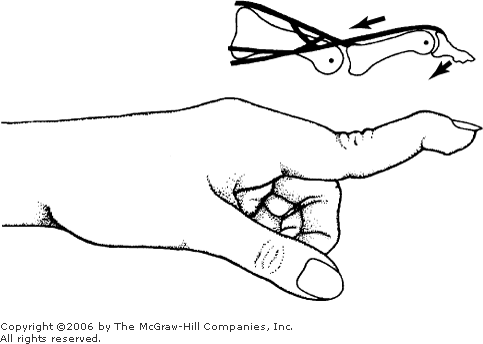 Copyright ©2006 by The McGraw-Hill Companies, Inc.
All rights reserved.